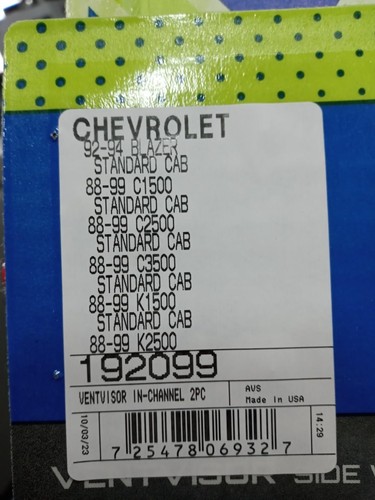 CHEVROLET
92-94 BLAZER
STANDARD CAB
88-99 C1500
STANDARD CAB
88-99 C2500
STANDARD CAB
88-99 C3500
STANDARD CAB
88-99 K1500
STANDARD CAB
88-99 K2500
192099
VENTVISOR IN-CHANNEL 2PC
AVS
Made In USA
10/03/23
7 25478 06932 7
14:29
VENTVISOR SIDE